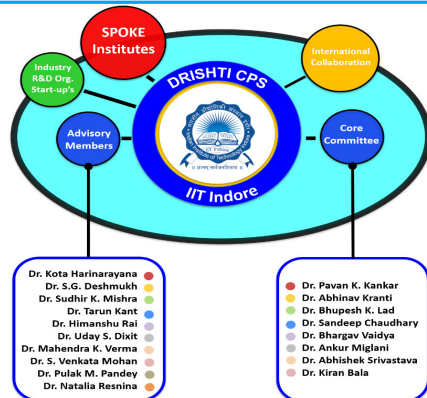 SPOKE
Institutes
International
Collaboration
Industry
R&D Org.
Start-up's
DRISHTI CPS
Advisory
Members
Core
Committee
IIT Indore
IIT Indore
Dr. Kota Harinarayana
Dr. S.G. Deshmukh
Dr. Sudhir K. Mishra
Dr. Tarun Kant
Dr. Himanshu Rai
Dr. Uday S. Dixit
Dr. Mahendra K. Verma
Dr. S. Venkata Mohan
Dr. Pulak M. Pandey
Dr. Natalia Resnina
Dr. Pavan K. Kankar
Dr. Abhinav Kranti
Dr. Bhupesh K. Lad
Dr. Sandeep Chaudhary
Dr. Bhargav Vaidya
Dr. Ankur Miglani
Dr. Abhishek Srivastava
Dr. Kiran Bala